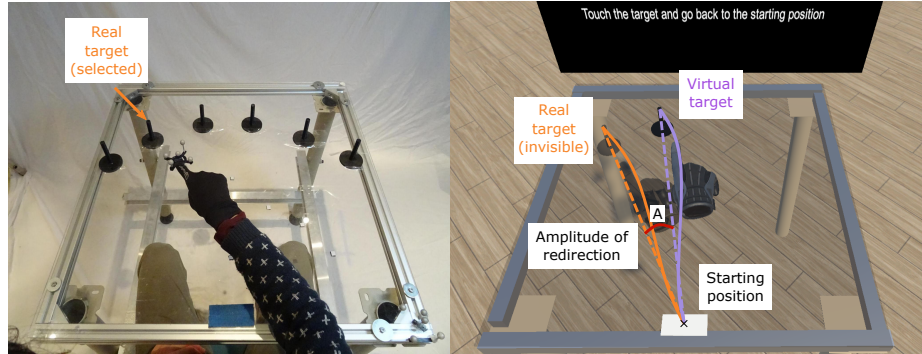 Real
target
(selected)
Touch the target and go back to the starting position
Virtual
target
Real
target
(invisible)
A
Amplitude of
redirection
Starting
position